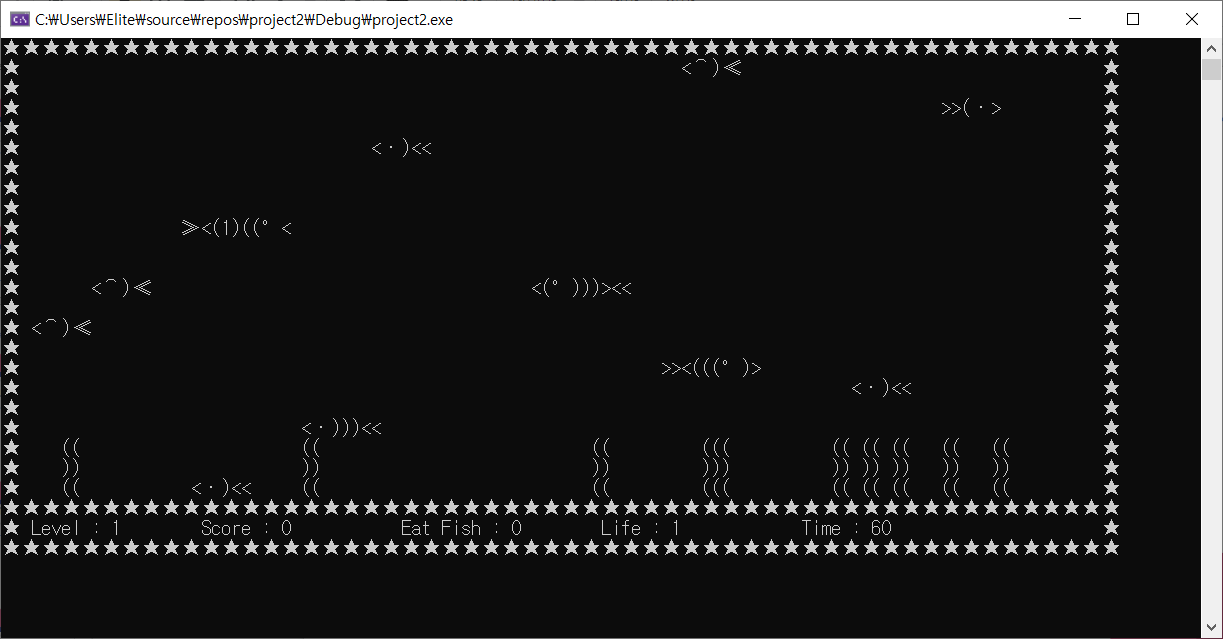 C:₩Users₩Elite₩source₩repos₩project2₩Debug₩project2.exe
★★★★★★★★★★★★★★★★★★★★★★★★★★★★★★★★★★★★★★★★★★★★★★★★★★★★★★★★
★ <⌒)≪ ★
★ ★
★ >>(·> ★
★ ★
★ <·)<< ★
★ ★
★ ★
★ ★
★ ≫<(1)((° < ★
★ ★
★ ★
★ <⌒)≪ <(° )))><< ★
★ ★
★ <⌒)≪ ★
★ ★
★ >><(((° )> ★
★ <·)<< ★
★ ★
★ <·)))<< ★
★ (( (( (( ((( (( (( (( (( (( ★
★ )) )) )) ))) )) )) )) )) )) ★
★ (( <·)<< (( (( ((( (( (( (( (( (( ★
★★★★★★★★★★★★★★★★★★★★★★★★★★★★★★★★★★★★★★★★★★★★★★★★★★★★★★★★
★ Level : 1 Score : 0 Eat Fish : 0 Life : 1 Time : 60 ★
★★★★★★★★★★★★★★★★★★★★★★★★★★★★★★★★★★★★★★★★★★★★★★★★★★★★★★★★